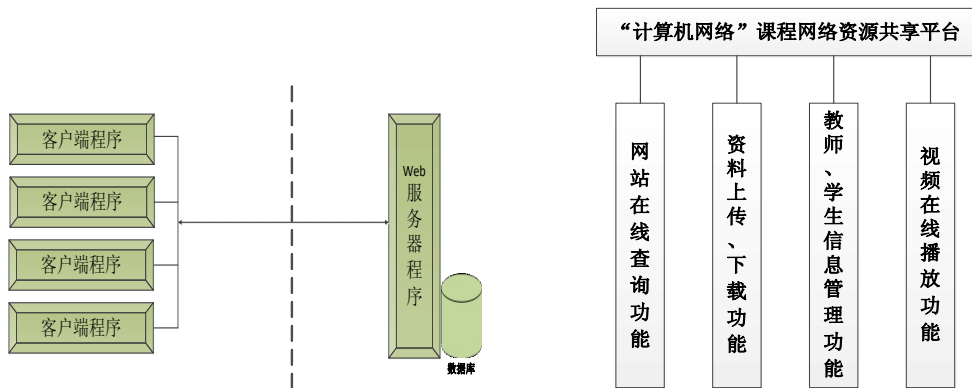 客户端程序
客户端程序
客户端程序
客户端程序
Web服务器程序
数据库
“计算机网络”课程网络资源共享平台
网站在线查询功能
资料上传、下载功能
教师、学生信息管理功能
视频在线播放功能